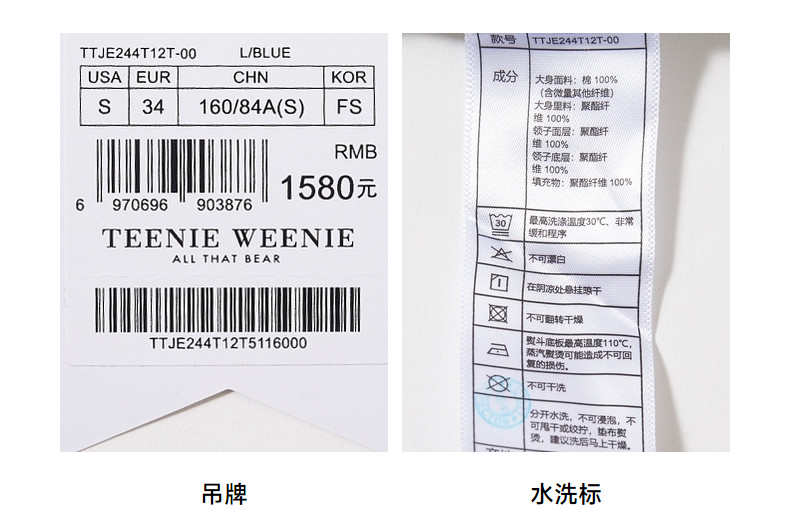 TTJE244T12T-00 L/BLUE
USA EUR CHN KOR
S 34 160/84A(S) FS
RMB
1580元
6 970696 903876
TEENIE WEENIE
ALL THAT BEAR
TTJE244T12T5116000
吊牌
款号 TTJE244T12T-00
成分
大身面料：棉 100%
（含微量其他纤维）
大身里料：聚酯纤
维 100%
领子面层：聚酯纤
维 100%
领子底层：聚酯纤
维 100%
填充物：聚酯纤维 100%
30
最高洗涤温度30℃、非常
缓和程序
不可漂白
在阴凉处悬挂晾干
不可翻转干燥
熨斗底板最高温度110℃，
蒸汽熨烫可能造成不可回
复的损伤。
不可干洗
分开水洗，不可浸泡，不
可甩干或绞拧，垫布熨
烫，建议洗后马上干燥。
水洗标